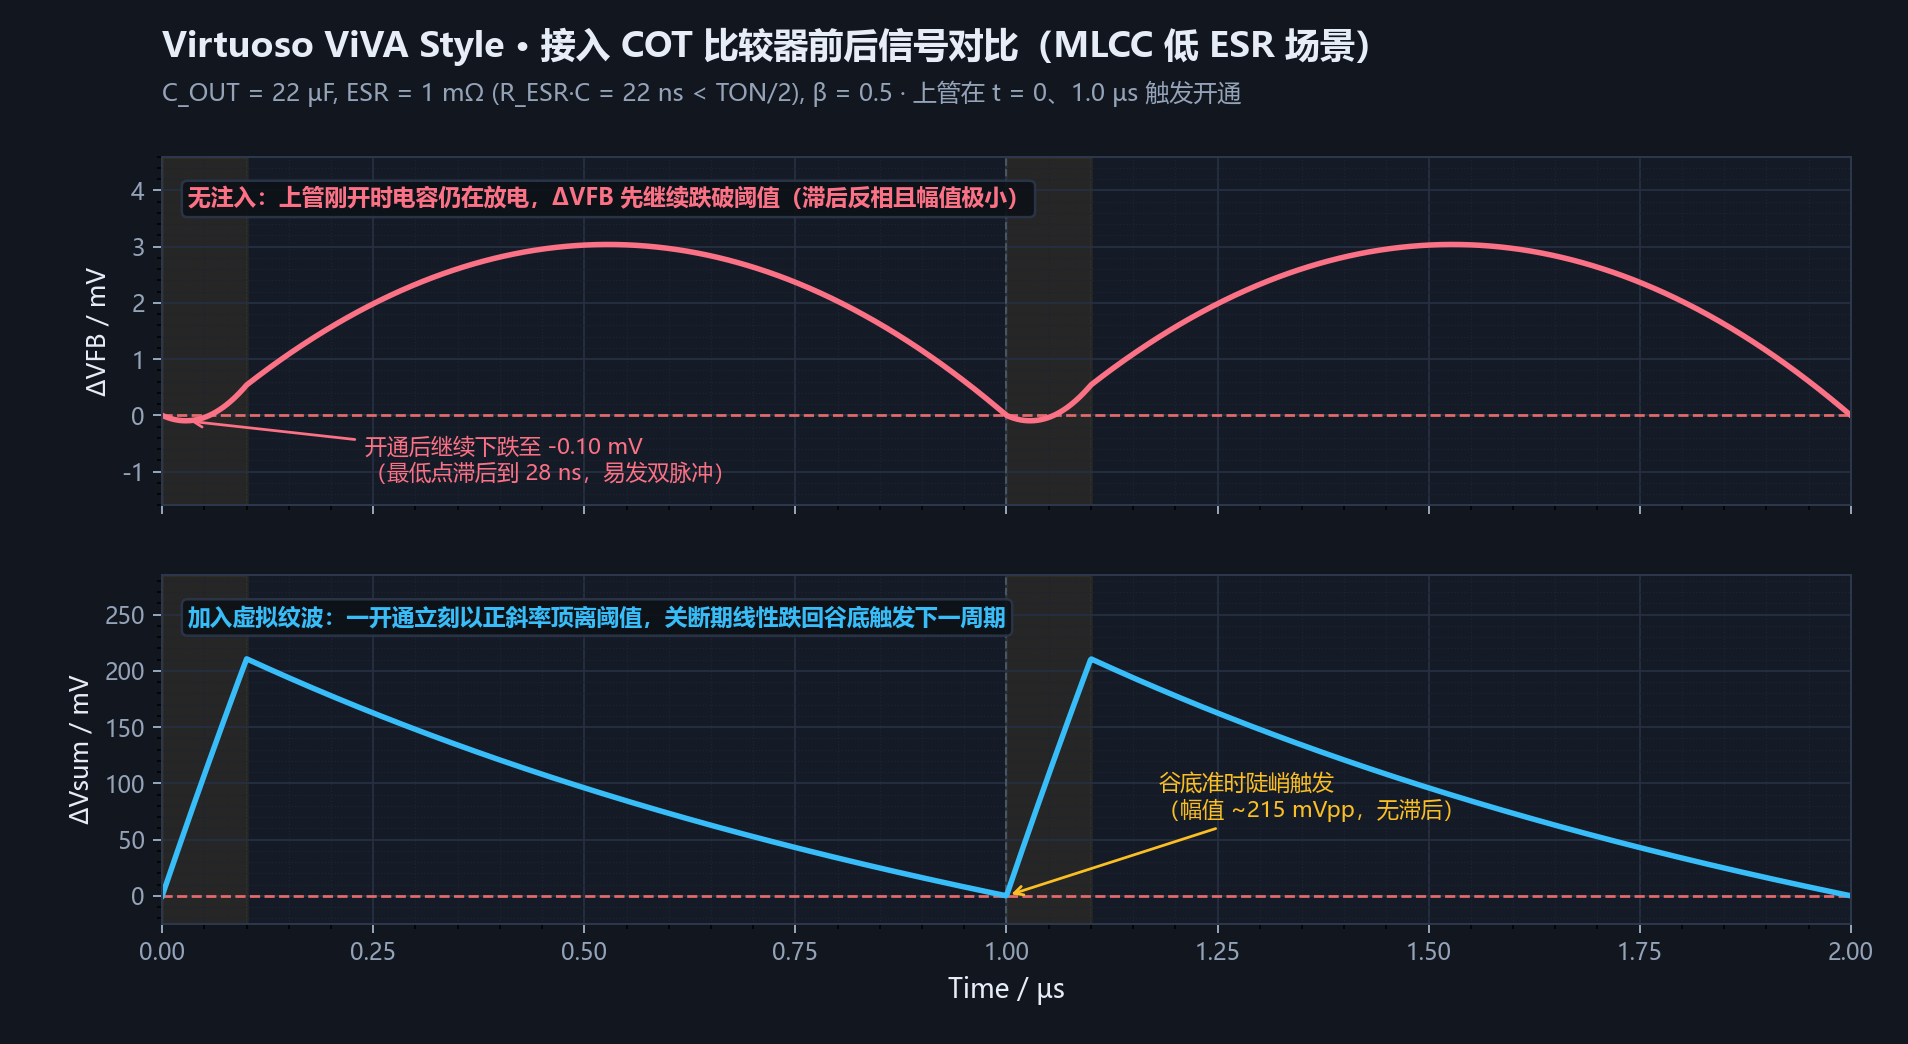 Virtuoso ViVA Style • 接入 COT 比较器前后信号对比（MLCC 低 ESR 场景）
C_OUT = 22 μF, ESR = 1 mΩ (R_ESR·C = 22 ns < TON/2), β = 0.5 · 上管在 t = 0、1.0 μs 触发开通
无注入：上管刚开时电容仍在放电，ΔVFB 先继续跌破阈值（滞后反相且幅值极小）
ΔVFB / mV
4
3
2
1
0
-1
开通后继续下跌至 -0.10 mV
（最低点滞后到 28 ns，易发双脉冲）
加入虚拟纹波：一开通立刻以正斜率顶离阈值，关断期线性跌回谷底触发下一周期
ΔVsum / mV
250
200
150
100
50
0
谷底准时陡峭触发
（幅值 ~215 mVpp，无滞后）
0.00 0.25 0.50 0.75 1.00 1.25 1.50 1.75 2.00
Time / μs